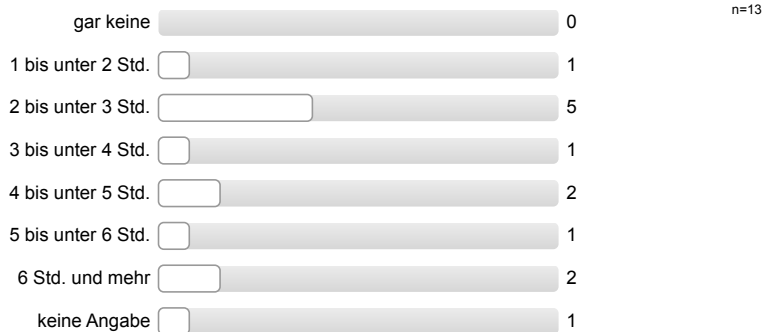 n=13
gar keine 0
1 bis unter 2 Std. 1
2 bis unter 3 Std. 5
3 bis unter 4 Std. 1
4 bis unter 5 Std. 2
5 bis unter 6 Std. 1
6 Std. und mehr 2
keine Angabe 1